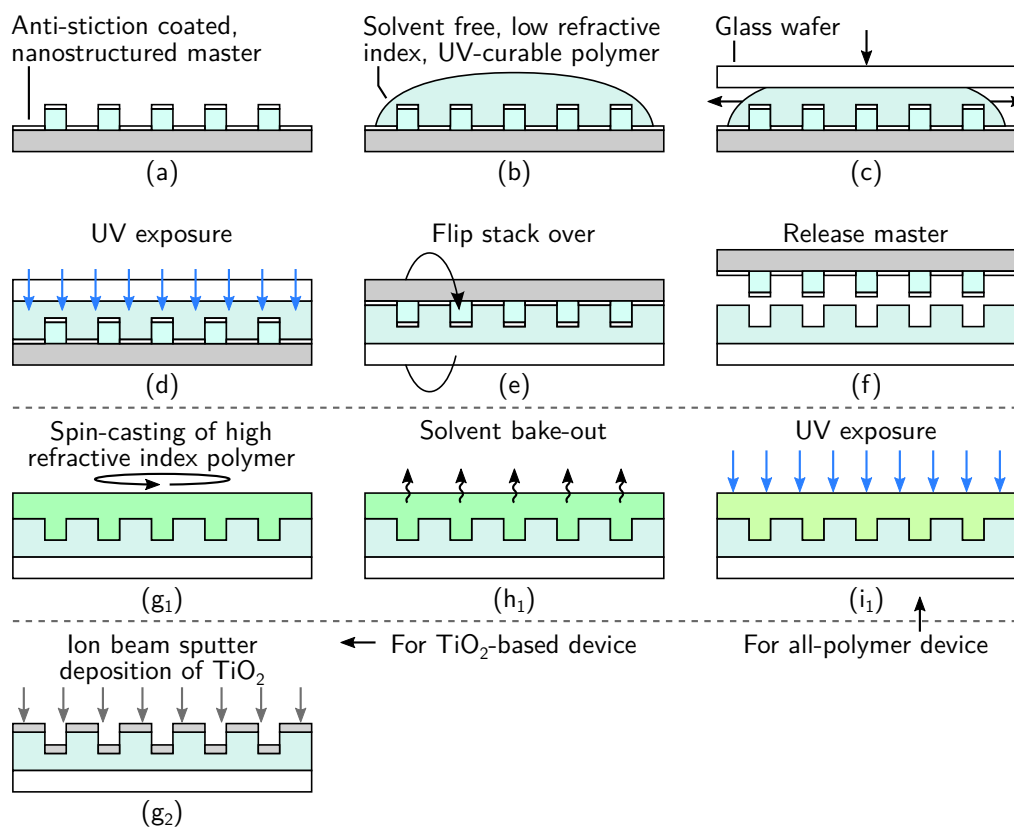 Anti-stiction coated,
nanostructured master
(a)
Solvent free, low refractive
index, UV-curable polymer
(b)
Glass wafer
(c)
UV exposure
(d)
Flip stack over
(e)
Release master
(f)
Spin-casting of high
refractive index polymer
(g₁)
Solvent bake-out
(h₁)
UV exposure
(i₁)
Ion beam sputter
deposition of TiO₂
(g₂)
For TiO₂-based device
For all-polymer device